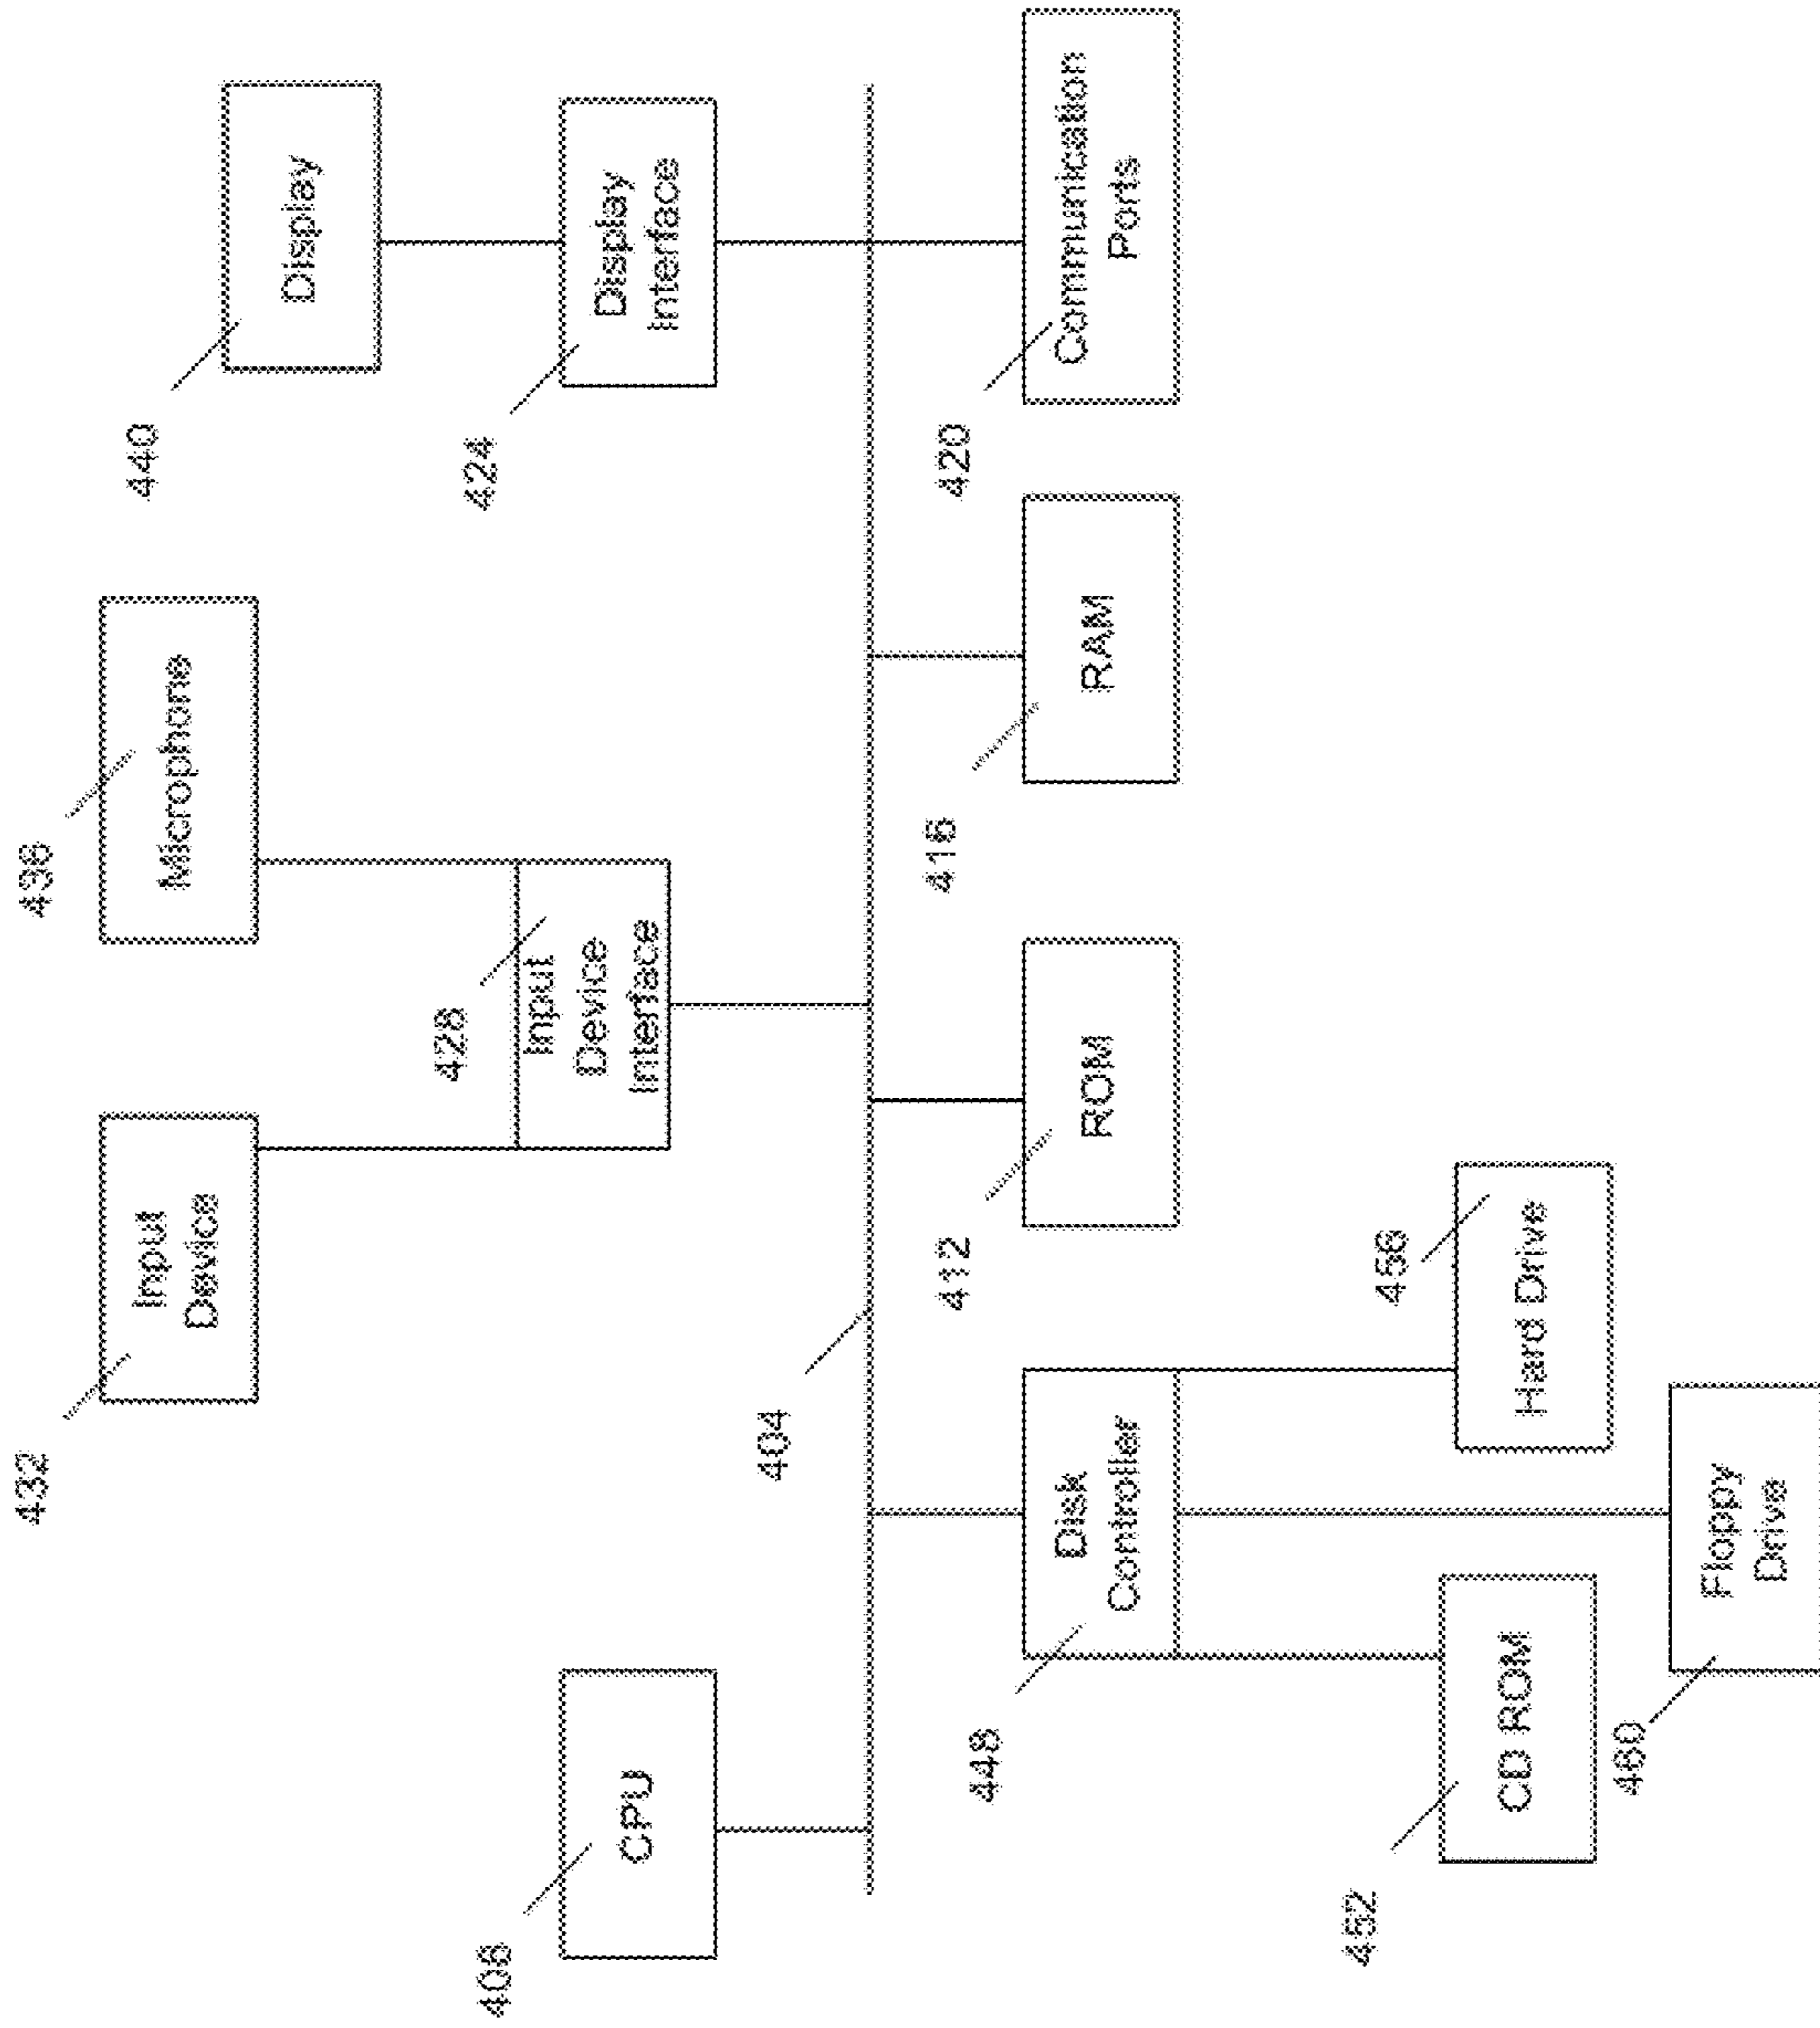 432
436
440
Input
Device
Microphone
Display
408
428
424
CPU
Input
Device
Interface
Display
Interface
404
448
412
416
420
Disk
Controller
ROM
RAM
Communication
Ports
452
456
CD ROM
Hard Drive
460
Floppy
Drive